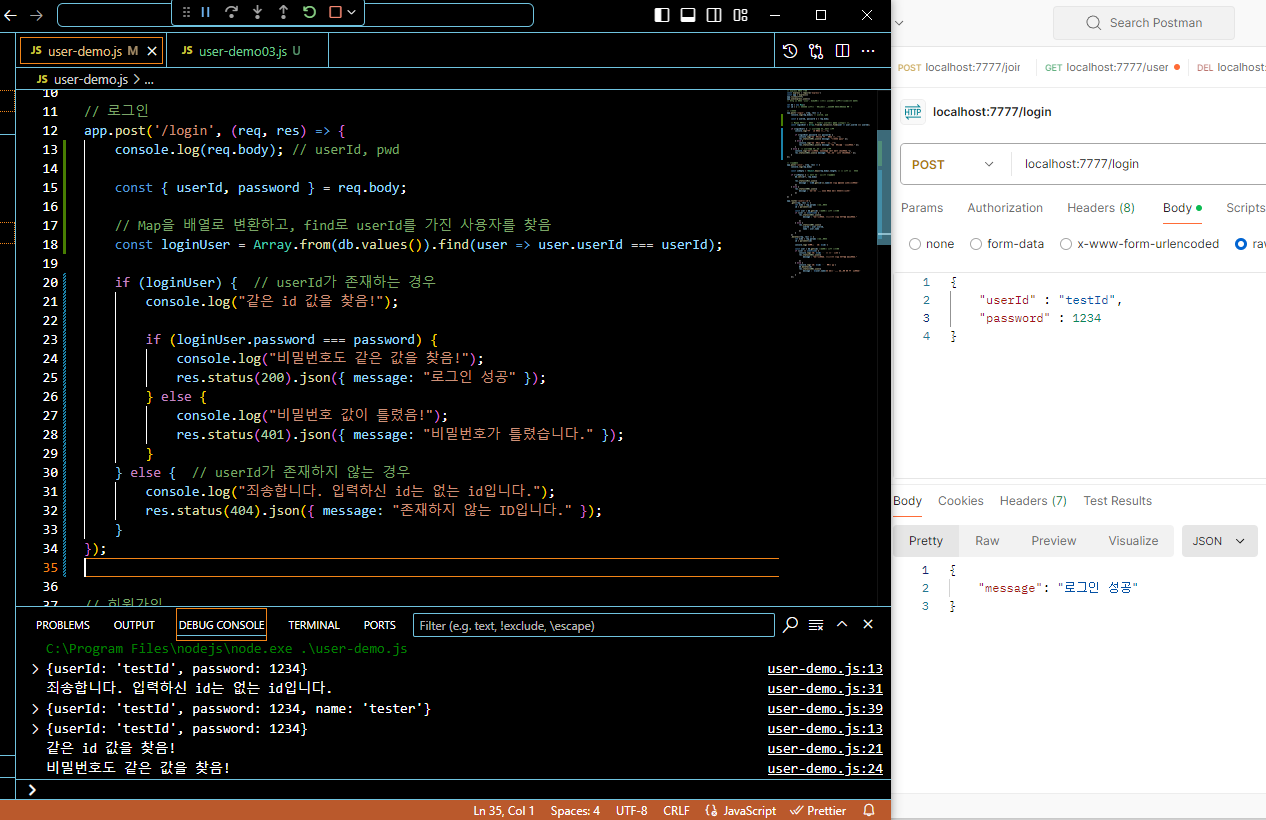 JS user-demo.js M
JS user-demo03.js U
JS user-demo.js > ...
10
11 // 로그인
12 app.post('/login', (req, res) => {
13 console.log(req.body); // userId, pwd
14
15 const { userId, password } = req.body;
16
17 // Map을 배열로 변환하고, find로 userId를 가진 사용자를 찾음
18 const loginUser = Array.from(db.values()).find(user => user.userId === userId);
19
20 if (loginUser) { // userId가 존재하는 경우
21 console.log("같은 id 값을 찾음!");
22
23 if (loginUser.password === password) {
24 console.log("비밀번호도 같은 값을 찾음!");
25 res.status(200).json({ message: "로그인 성공" });
26 } else {
27 console.log("비밀번호 값이 틀렸음!");
28 res.status(401).json({ message: "비밀번호가 틀렸습니다." });
29 }
30 } else { // userId가 존재하지 않는 경우
31 console.log("죄송합니다. 입력하신 id는 없는 id입니다.");
32 res.status(404).json({ message: "존재하지 않는 ID입니다." });
33 }
34 });
35
36
37 // 회원가입
PROBLEMS OUTPUT DEBUG CONSOLE TERMINAL PORTS Filter (e.g. text, !exclude, \escape)
C:\Program Files\nodejs\node.exe .\user-demo.js
> {userId: 'testId', password: 1234} user-demo.js:13
죄송합니다. 입력하신 id는 없는 id입니다. user-demo.js:31
> {userId: 'testId', password: 1234, name: 'tester'} user-demo.js:39
> {userId: 'testId', password: 1234} user-demo.js:13
같은 id 값을 찾음! user-demo.js:21
비밀번호도 같은 값을 찾음! user-demo.js:24
Ln 35, Col 1 Spaces: 4 UTF-8 CRLF {} JavaScript Prettier
Search Postman
POST localhost:7777/join GET localhost:7777/user DEL localhost:
HTTP localhost:7777/login
POST localhost:7777/login
Params Authorization Headers (8) Body Scripts
none form-data x-www-form-urlencoded raw
1 {
2 "userId" : "testId",
3 "password" : 1234
4 }
Body Cookies Headers (7) Test Results
Pretty Raw Preview Visualize JSON
1 {
2 "message": "로그인 성공"
3 }